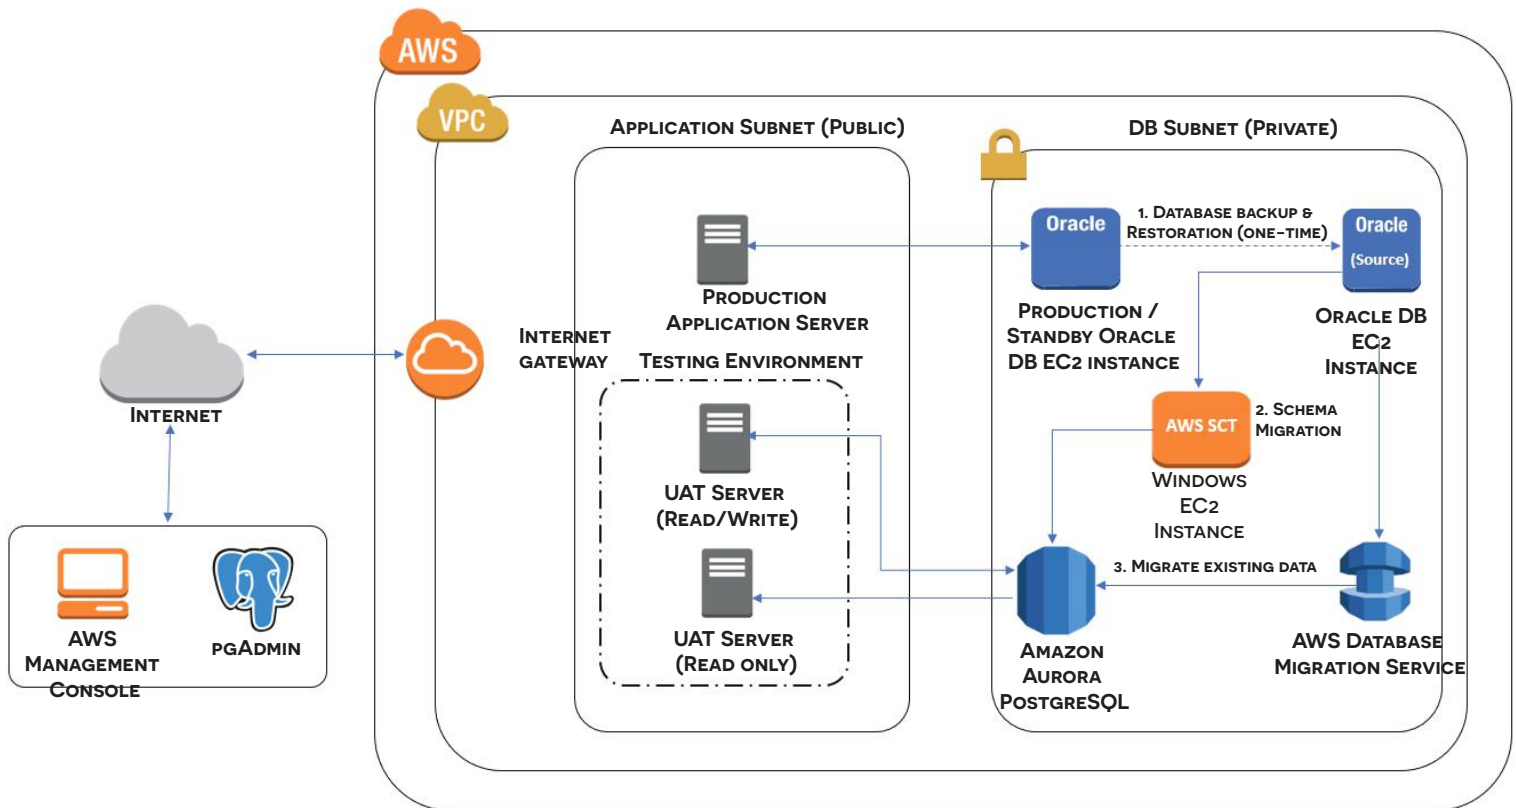 AWS
VPC
Application Subnet (Public)
DB Subnet (Private)
Oracle
1. Database backup &
Restoration (one-time)
Oracle
(Source)
Production
Application Server
Production /
Standby Oracle
DB EC2 instance
Oracle DB
EC2
Instance
Internet
gateway
Testing Environment
Internet
AWS SCT
2. Schema
Migration
UAT Server
(Read/Write)
Windows
EC2
Instance
3. Migrate existing data
AWS
Management
Console
pgAdmin
UAT Server
(Read only)
Amazon
Aurora
PostgreSQL
AWS Database
Migration Service